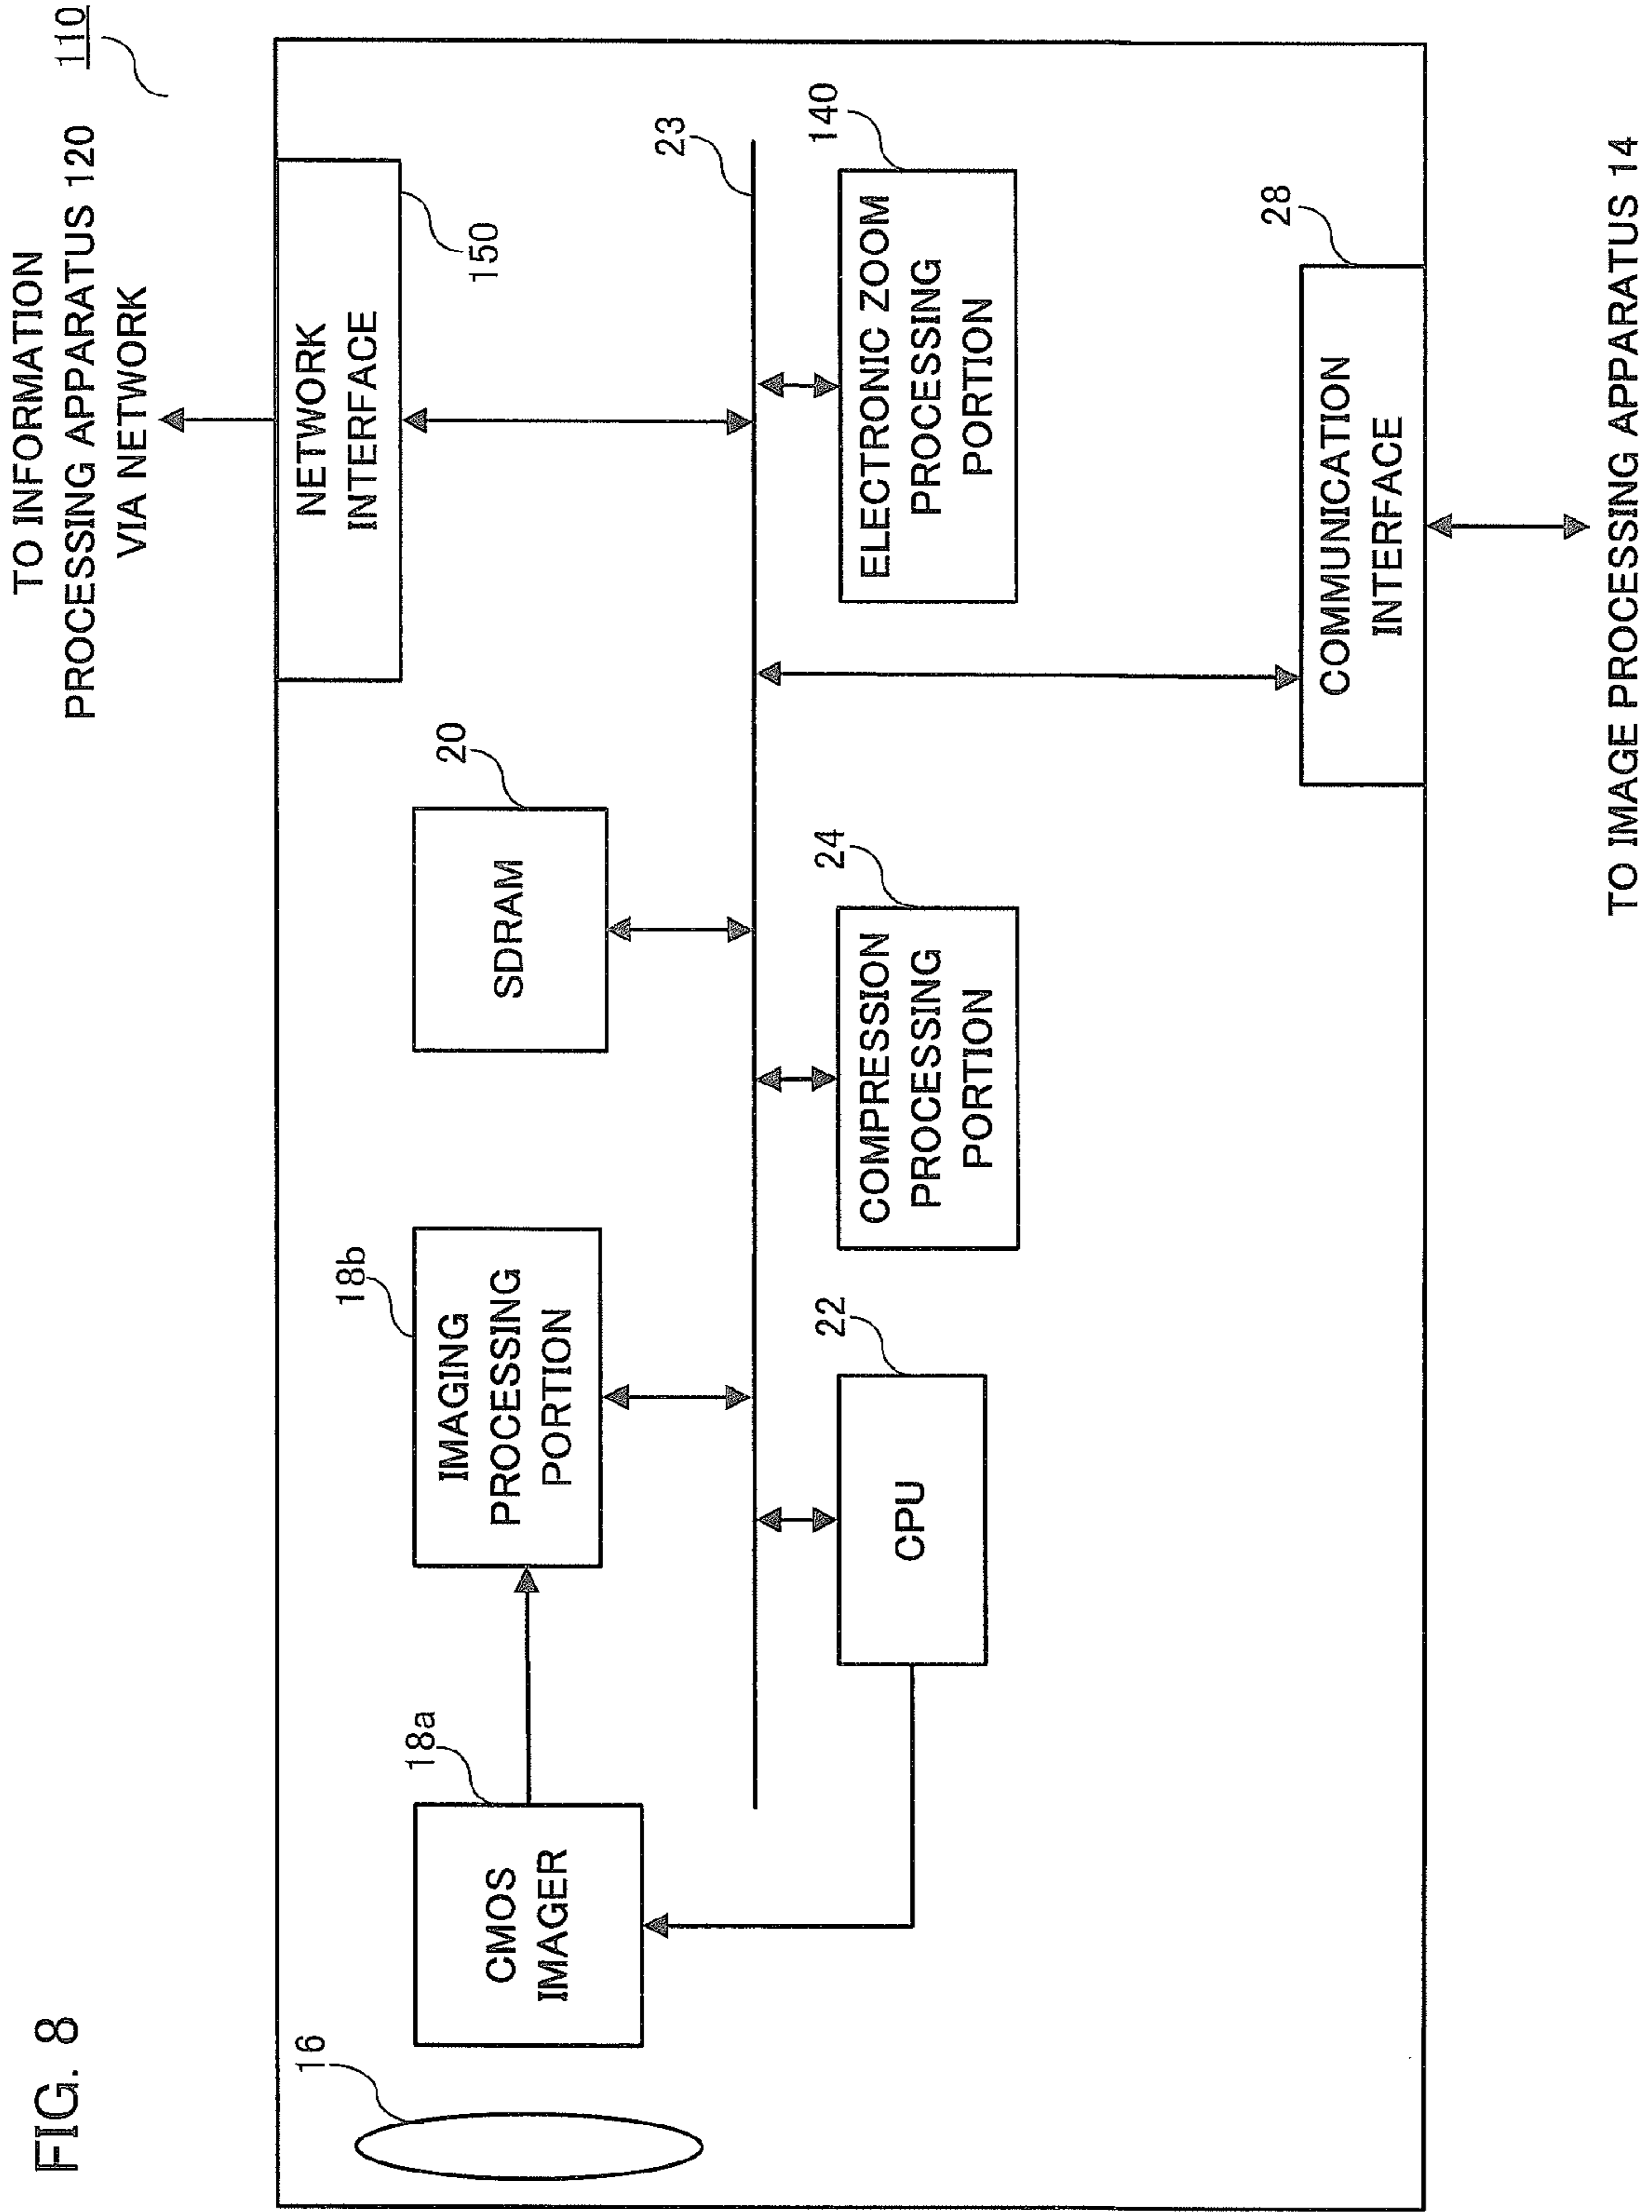 FIG. 8
TO INFORMATION
PROCESSING APPARATUS 120
VIA NETWORK
110
16
CMOS
IMAGER
18a
IMAGING
PROCESSING
PORTION
18b
SDRAM
20
NETWORK
INTERFACE
150
23
CPU
22
COMPRESSION
PROCESSING
PORTION
24
ELECTRONIC ZOOM
PROCESSING
PORTION
140
COMMUNICATION
INTERFACE
28
TO IMAGE PROCESSING APPARATUS 14